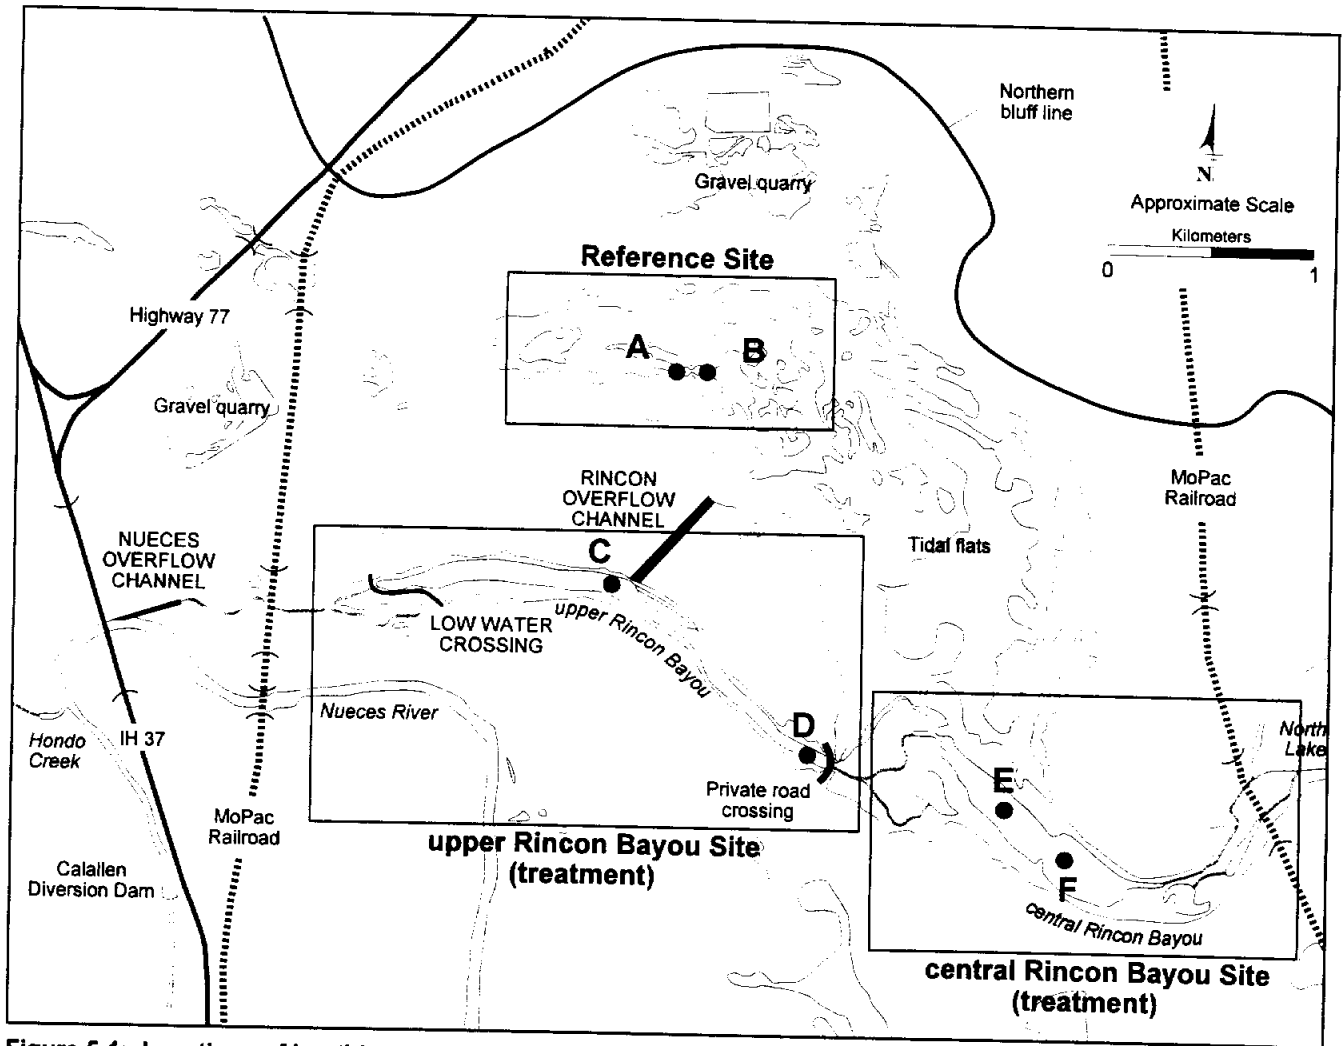 Northern
bluff line
N
Approximate Scale
Kilometers
0 1
Gravel quarry
Reference Site
A B
Highway 77
Gravel quarry
MoPac
Railroad
RINCON
OVERFLOW
CHANNEL
NUECES
OVERFLOW
CHANNEL
Tidal flats
C
LOW WATER
CROSSING
upper Rincon Bayou
Nueces River
D
Private road
crossing
Hondo
Creek
IH 37
North
Lake
E
F
central Rincon Bayou
MoPac
Railroad
upper Rincon Bayou Site
(treatment)
Calallen
Diversion Dam
central Rincon Bayou Site
(treatment)